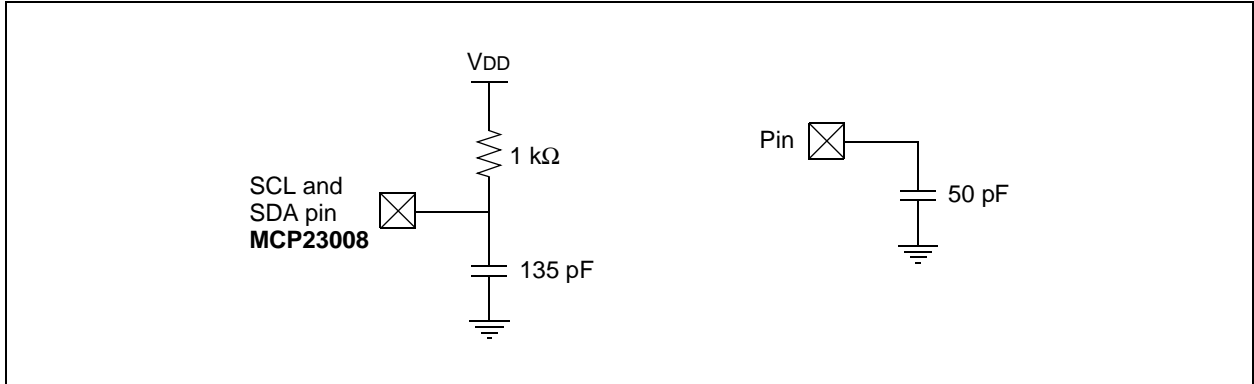 VDD
1 kΩ
SCL and
SDA pin
MCP23008
135 pF
Pin
50 pF